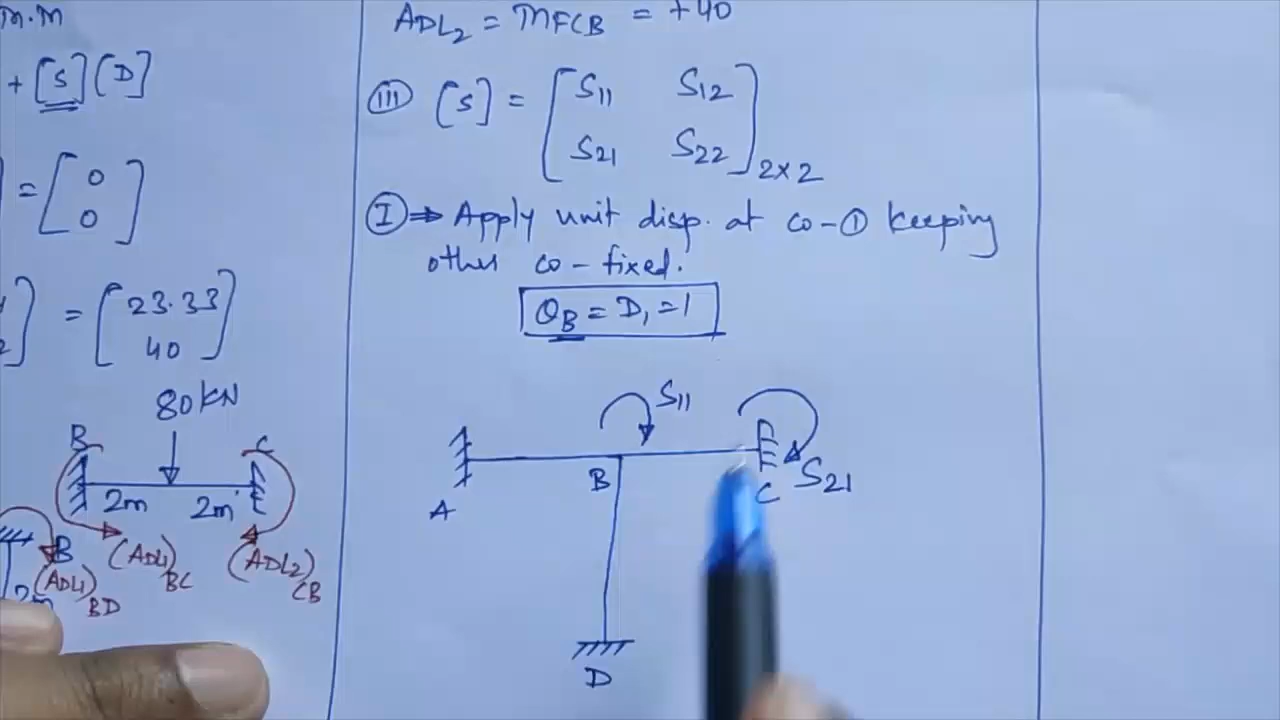 m.m
+ [S] [D]
= [0
0]
= [23.33
40]
80 kN
B C
2m 2m
B
(ADL1)BC
(ADL2)CB
(ADL1)BD
2m
ADL2 = MFCB = +40
III [S] = [S11 S12
S21 S22]2x2
I ⇒ Apply unit disp. at co-① keeping
other co-fixed.
θB = D1 = 1
S11
S21
A B C
D